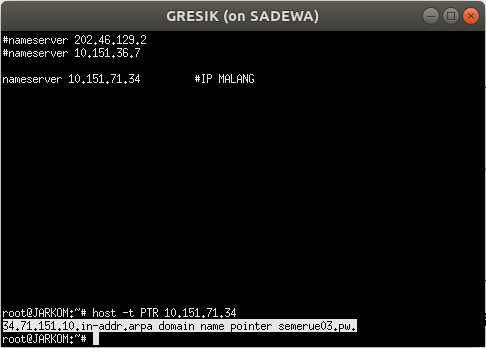 GRESIK (on SADEWA)
#nameserver 202.46.129.2
#nameserver 10.151.36.7
nameserver 10.151.71.34 #IP MALANG
root@JARKOM:~# host -t PTR 10.151.71.34
34.71.151.10.in-addr.arpa domain name pointer semerue03.pw.
root@JARKOM:~#